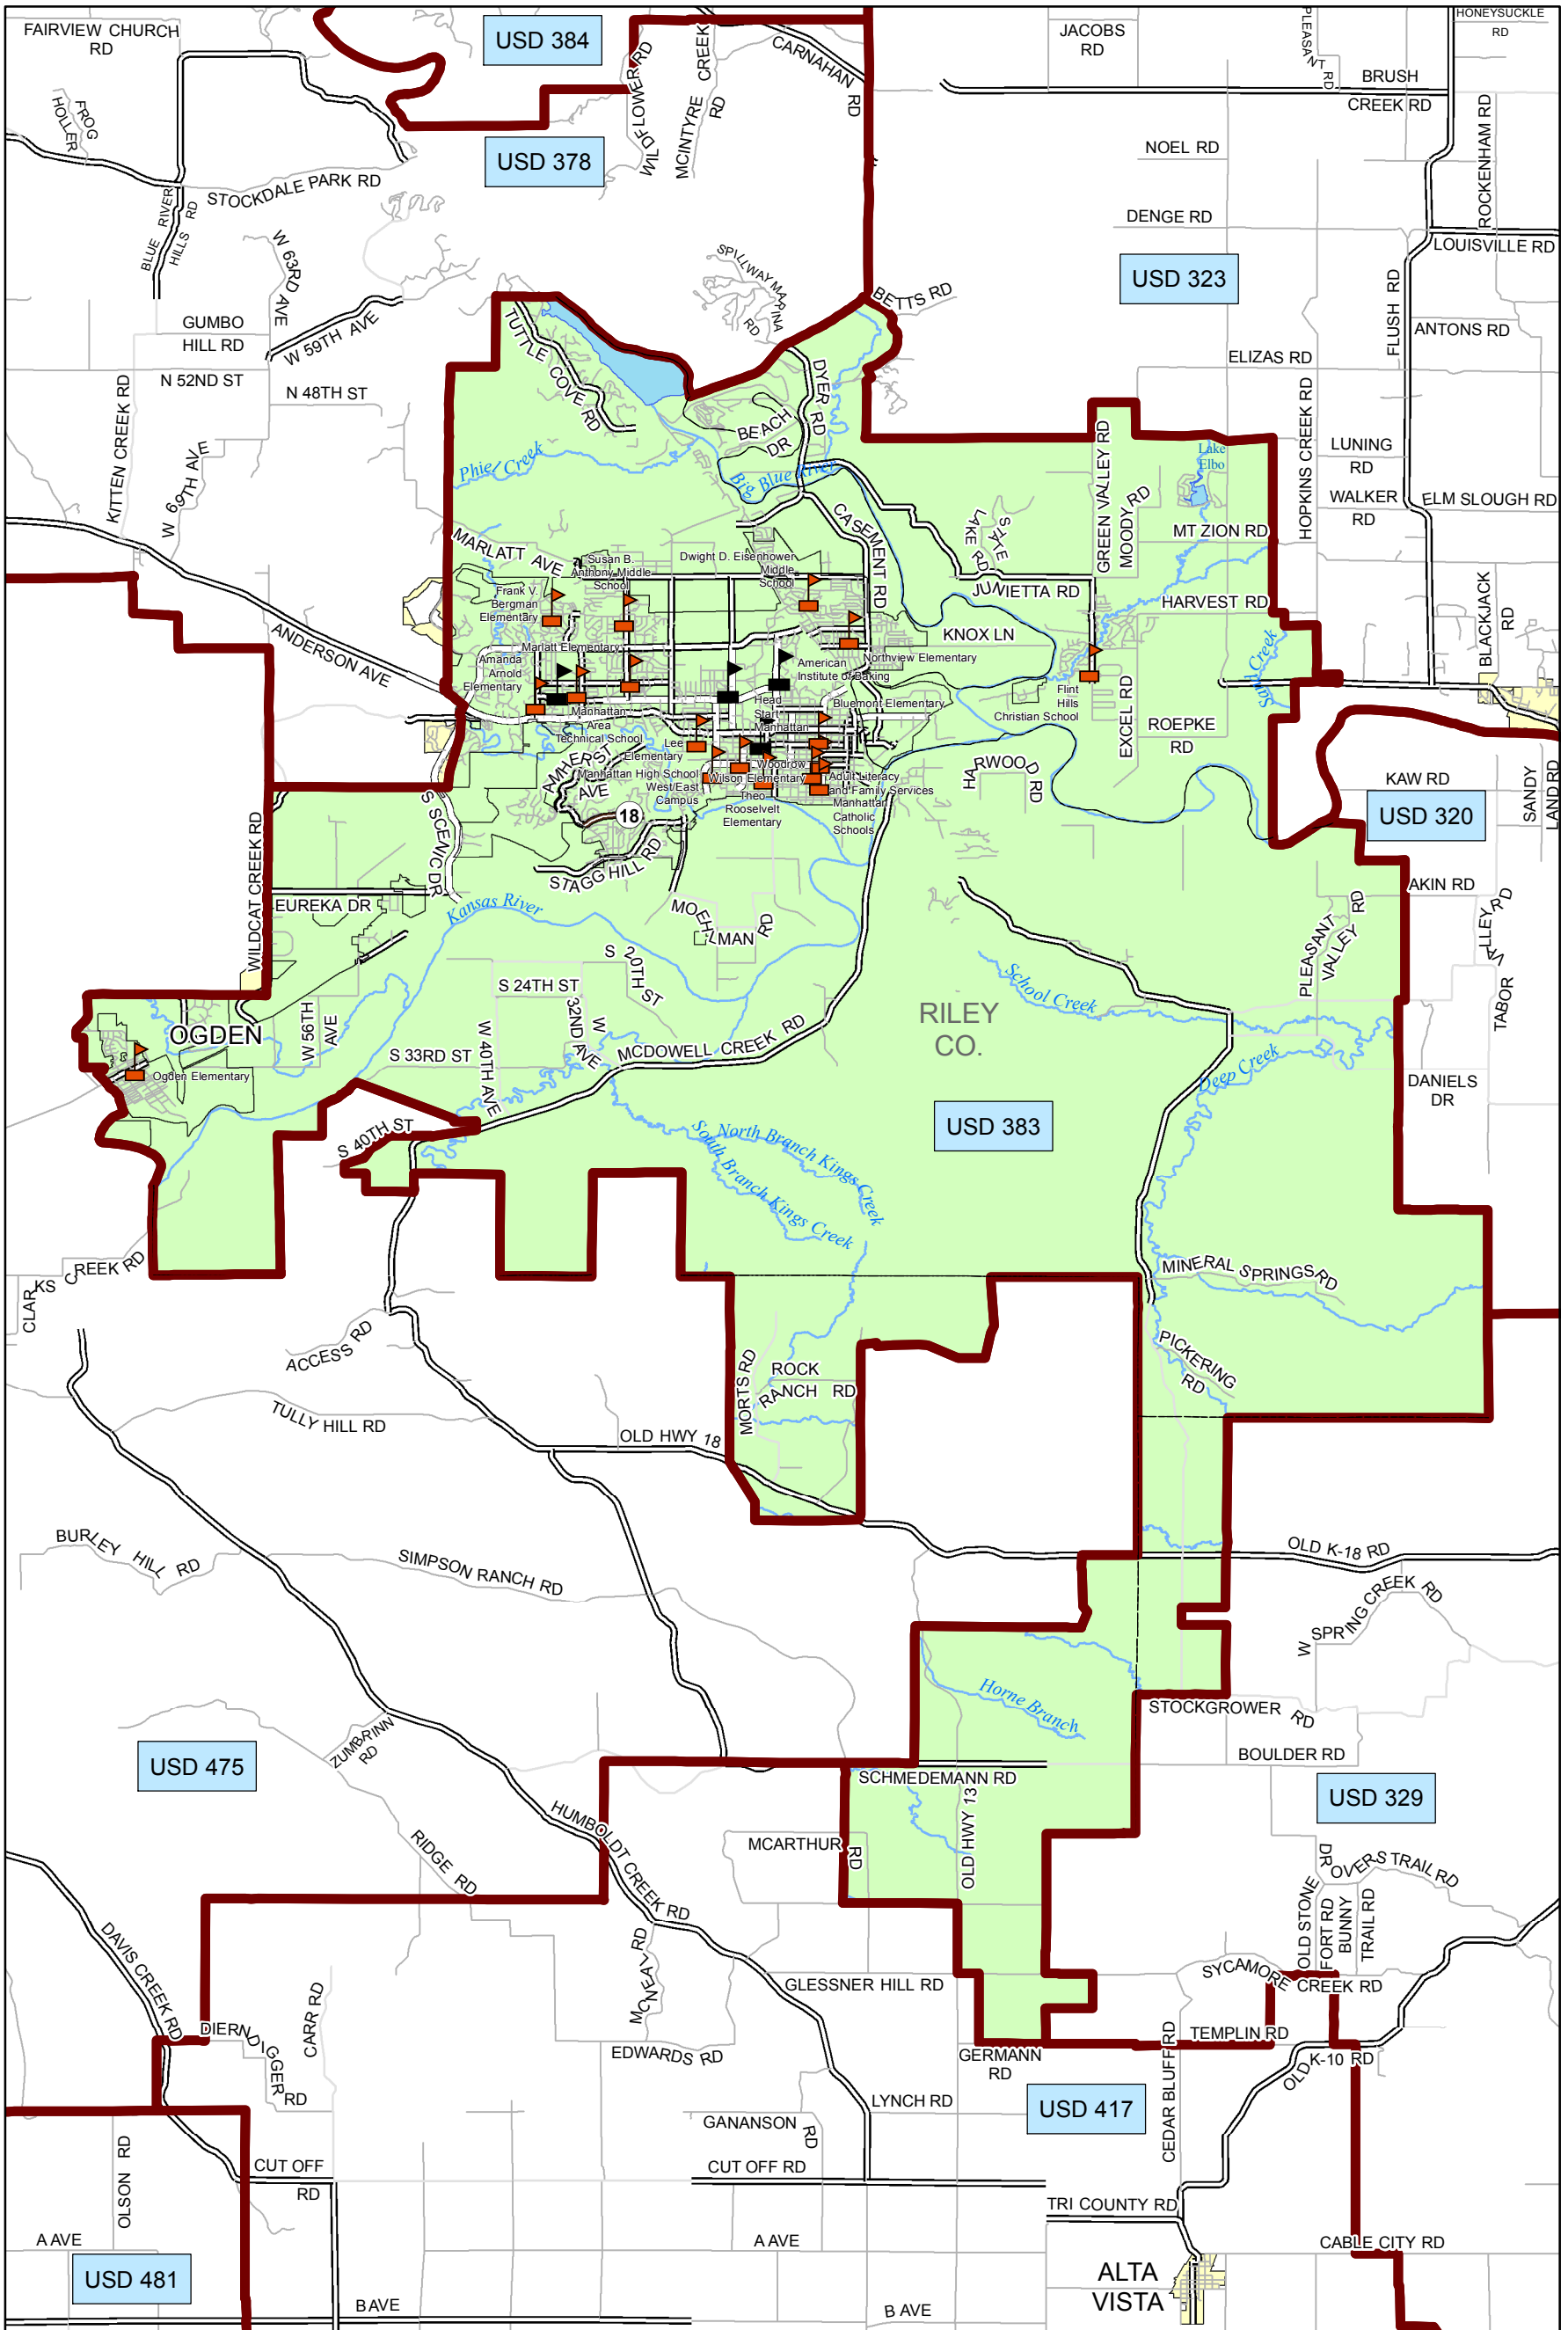 FAIRVIEW CHURCH
RD
USD 384
WILDFLOWER RD
MCINTYRE CREEK
RD
CARNAHAN
RD
JACOBS
RD
PLEASANT RD
HONEYSUCKLE
RD
BRUSH
CREEK RD
FROG
HOLLER
USD 378
NOEL RD
ROCKENHAM RD
STOCKDALE PARK RD
BLUE RIVER
HILLS RD
DENGE RD
LOUISVILLE RD
W 63RD AVE
SPILLWAY MARINA
RD
USD 323
BETTS RD
FLUSH RD
GUMBO
HILL RD
W 59TH AVE
TUTTLE
COVE RD
ANTONS RD
ELIZAS RD
N 52ND ST
N 48TH ST
KITTEN CREEK RD
DYER RD
BEACH
DR
HOPKINS CREEK RD
W 69TH AVE
Phiel Creek
Big Blue River
GREEN VALLEY RD
Lake
Elbo
LUNING
RD
WALKER
RD
ELM SLOUGH RD
CASEMENT RD
STATE
LAKE RD
MOODY RD
MT ZION RD
MARLATT AVE
Susan B.
Anthony Middle
School
Dwight D. Eisenhower
Middle
School
Frank V.
Bergman
Elementary
JUNIETTA RD
HARVEST RD
BLACKJACK
RD
ANDERSON AVE
Marlatt Elementary
KNOX LN
Sand Creek
Amanda
Arnold
Elementary
American
Institute of Baking
Northview Elementary
Head
Start
Bluemont Elementary
Flint
Hills
Christian School
EXCEL RD
ROEPKE
RD
Manhattan
Area
Technical School
Manhattan
Lee
Elementary
AMHERST
AVE
Manhattan High School
West/East
Campus
Woodrow
Wilson Elementary
Theo
Rooselvelt
Elementary
Adult Literacy
and Family Services
Manhattan
Catholic
Schools
HARWOOD RD
KAW RD
USD 320
SANDY
LAND RD
18
S SCENIC DR
STAGG HILL RD
WILDCAT CREEK RD
EUREKA DR
Kansas River
MOEHLMAN RD
AKIN RD
PLEASANT
VALLEY RD
TABOR
VALLEY RD
S 20TH ST
S 24TH ST
School Creek
RILEY
CO.
OGDEN
W 56TH
AVE
W 40TH AVE
W
32ND AVE
S 33RD ST
MCDOWELL CREEK RD
Ogden Elementary
Deep Creek
DANIELS
DR
USD 383
S 40TH ST
North Branch Kings Creek
South Branch Kings Creek
CLARKS CREEK RD
MINERAL SPRINGS RD
ACCESS RD
PICKERING
RD
MORTS RD
ROCK
RANCH RD
TULLY HILL RD
OLD HWY 18
BURLEY HILL RD
SIMPSON RANCH RD
OLD K-18 RD
W SPRING CREEK RD
Horne Branch
STOCKGROWER RD
ZUMBRINN
RD
USD 475
BOULDER RD
SCHMEDEMANN RD
USD 329
OLD HWY 13
HUMBOLDT CREEK RD
MCARTHUR
RD
RIDGE RD
DROVERS TRAIL RD
OLD STONE
FORT RD
BUNNY
TRAIL RD
DAVIS CREEK RD
MCNEAL RD
GLESSNER HILL RD
SYCAMORE
CREEK RD
CARR RD
DIERNDIGGER
RD
EDWARDS RD
GERMANN
RD
TEMPLIN RD
OLD K-10 RD
CEDAR BLUFF RD
LYNCH RD
USD 417
GANANSON
RD
OLSON RD
CUT OFF
RD
CUT OFF RD
TRI COUNTY RD
A AVE
A AVE
CABLE CITY RD
USD 481
ALTA
VISTA
B AVE
B AVE